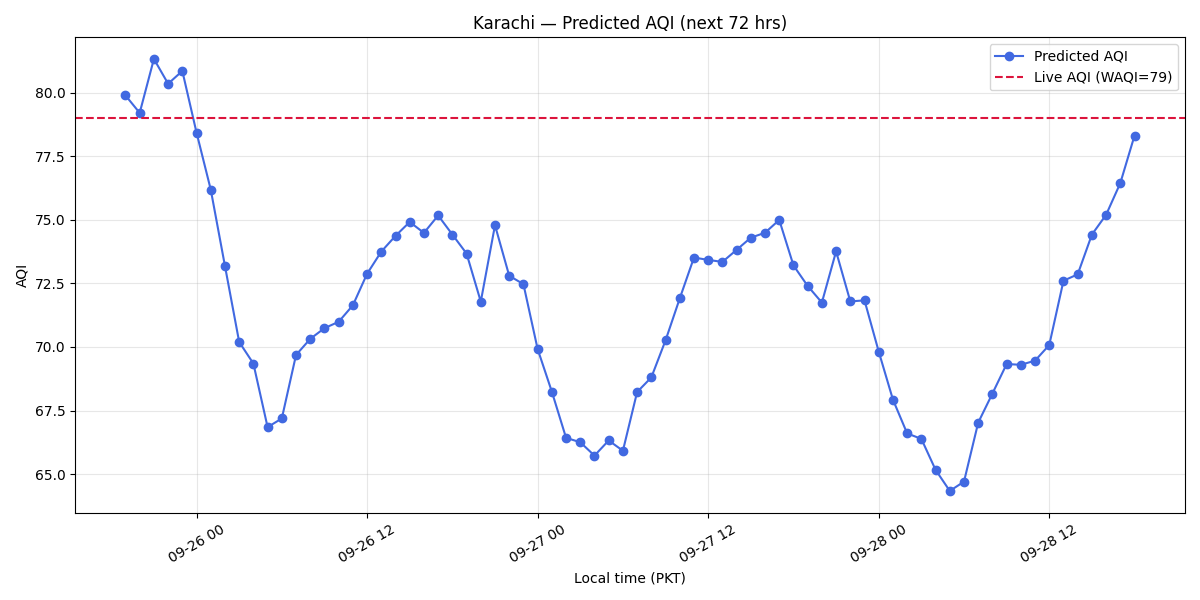 Karachi — Predicted AQI (next 72 hrs)
Predicted AQI
Live AQI (WAQI=79)
AQI
80.0
77.5
75.0
72.5
70.0
67.5
65.0
09-26 00
09-26 12
09-27 00
09-27 12
09-28 00
09-28 12
Local time (PKT)